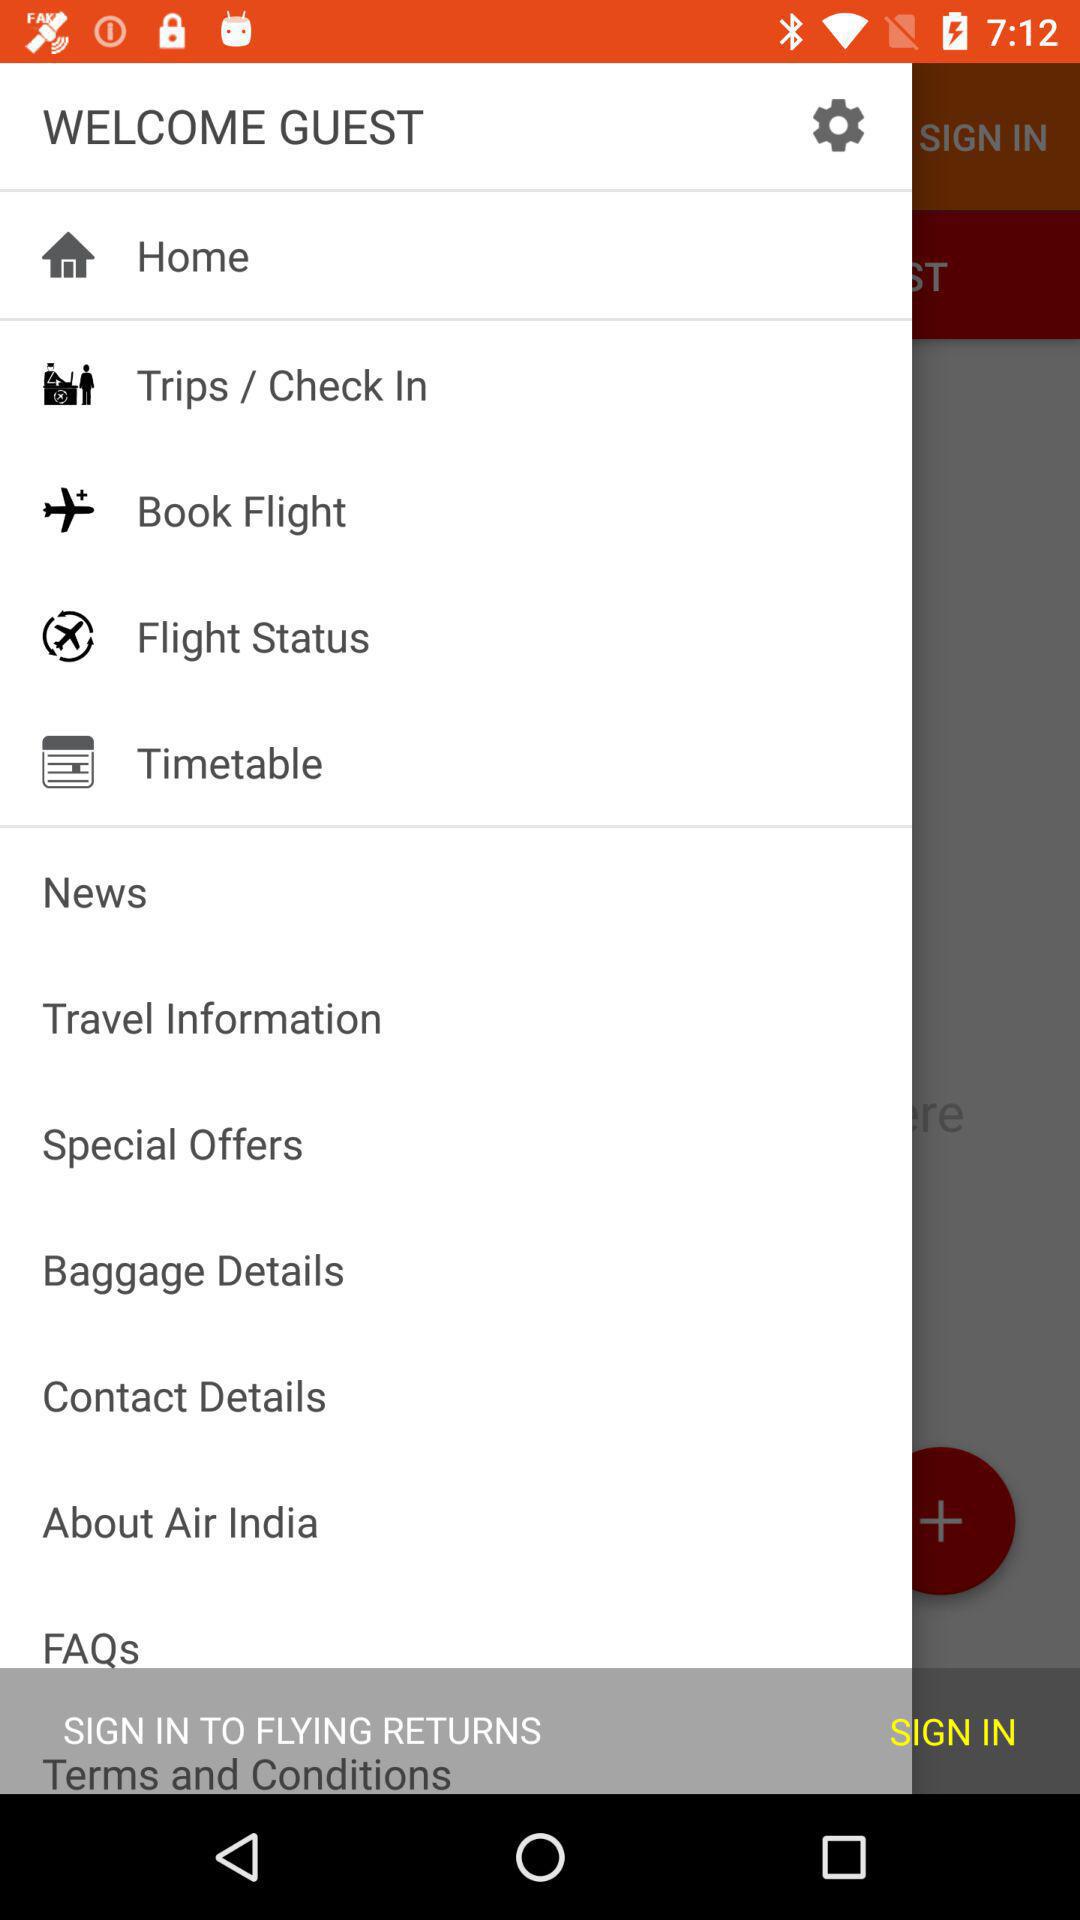 FAK
7:12
WELCOME GUEST
SIGN IN
Home
ST
Trips / Check In
Book Flight
Flight Status
Timetable
News
Travel Information
ere
Special Offers
Baggage Details
Contact Details
About Air India
FAQs
SIGN IN TO FLYING RETURNS
SIGN IN
Terms and Conditions